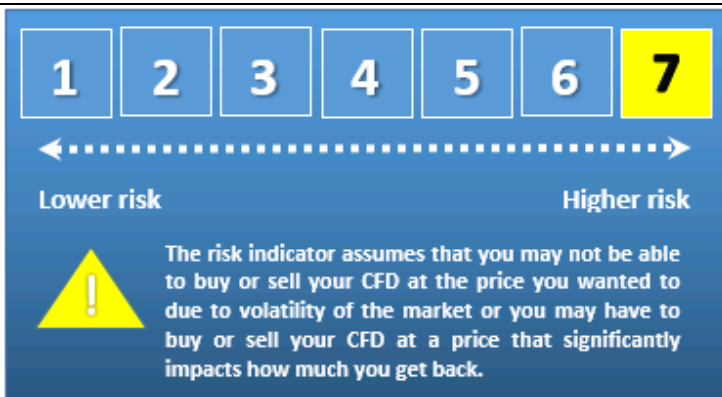 1 2 3 4 5 6 7
Lower risk Higher risk
!
The risk indicator assumes that you may not be able
to buy or sell your CFD at the price you wanted to
due to volatility of the market or you may have to
buy or sell your CFD at a price that significantly
impacts how much you get back.